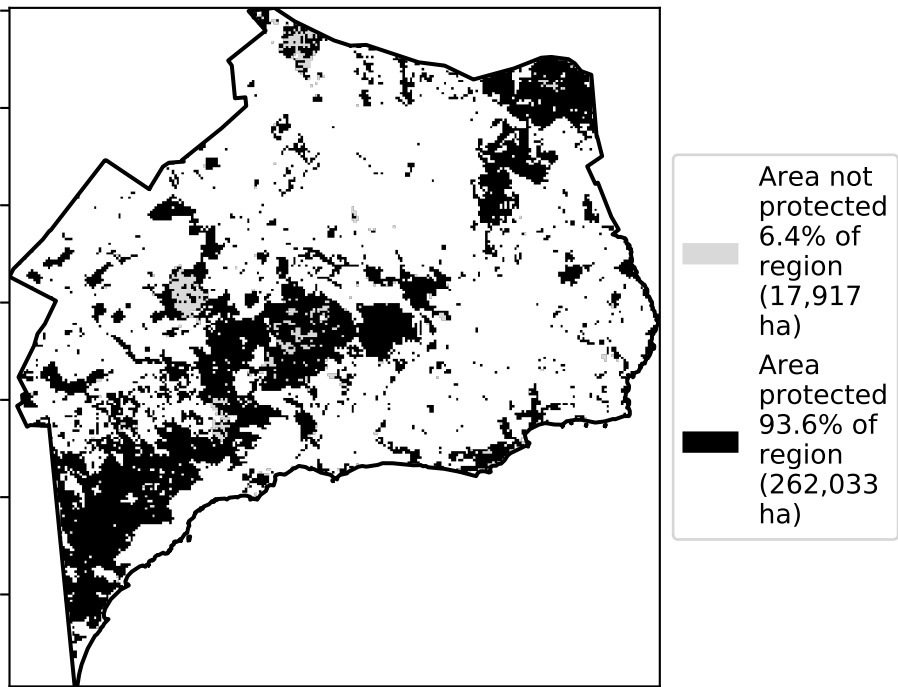 Area not
protected
6.4% of
region
(17,917
ha)
Area
protected
93.6% of
region
(262,033
ha)